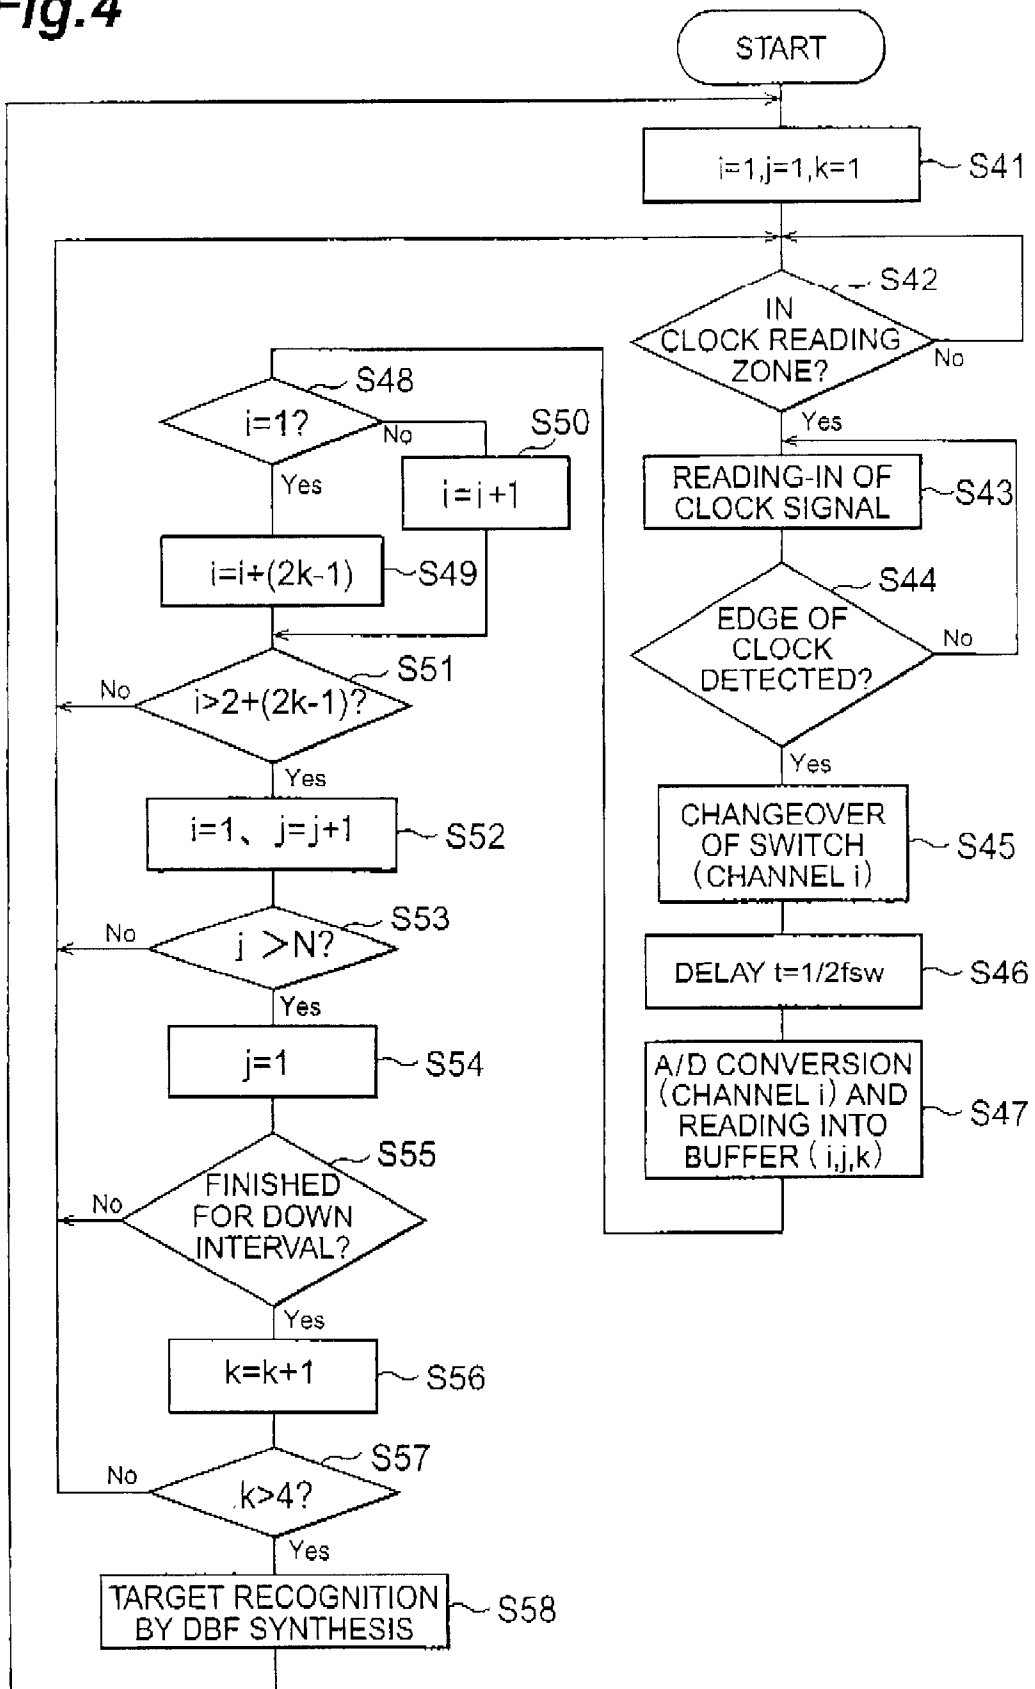 Fig.4
START
i=1,j=1,k=1
S41
S42
IN
CLOCK READING
ZONE?
No
Yes
READING-IN OF
CLOCK SIGNAL
S43
S44
EDGE OF
CLOCK
DETECTED?
No
Yes
CHANGEOVER
OF SWITCH
(CHANNEL i)
S45
DELAY t=1/2fsw
S46
A/D CONVERSION
(CHANNEL i) AND
READING INTO
BUFFER (i,j,k)
S47
S48
i=1?
No
Yes
S50
i=i+1
i=i+(2k-1)
S49
S51
i>2+(2k-1)?
No
Yes
i=1、 j=j+1
S52
S53
j >N?
No
Yes
j=1
S54
S55
FINISHED
FOR DOWN
INTERVAL?
No
Yes
k=k+1
S56
S57
k>4?
No
Yes
TARGET RECOGNITION
BY DBF SYNTHESIS
S58